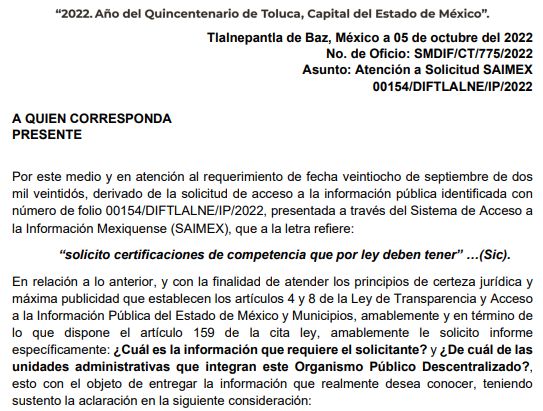 “2022. Año del Quincentenario de Toluca, Capital del Estado de México”.
Tlalnepantla de Baz, México a 05 de octubre del 2022
No. de Oficio: SMDIF/CT/775/2022
Asunto: Atención a Solicitud SAIMEX
00154/DIFTLALNE/IP/2022
A QUIEN CORRESPONDA
PRESENTE
Por este medio y en atención al requerimiento de fecha veintiocho de septiembre de dos
mil veintidós, derivado de la solicitud de acceso a la información pública identificada con
número de folio 00154/DIFTLALNE/IP/2022, presentada a través del Sistema de Acceso a
la Información Mexiquense (SAIMEX), que a la letra refiere:
“solicito certificaciones de competencia que por ley deben tener” …(Sic).
En relación a lo anterior, y con la finalidad de atender los principios de certeza jurídica y
máxima publicidad que establecen los artículos 4 y 8 de la Ley de Transparencia y Acceso
a la Información Pública del Estado de México y Municipios, amablemente y en término de
lo que dispone el artículo 159 de la cita ley, amablemente le solicito informe
específicamente: ¿Cuál es la información que requiere el solicitante? y ¿De cuál de las
unidades administrativas que integran este Organismo Público Descentralizado?,
esto con el objeto de entregar la información que realmente desea conocer, teniendo
sustento la aclaración en la siguiente consideración: